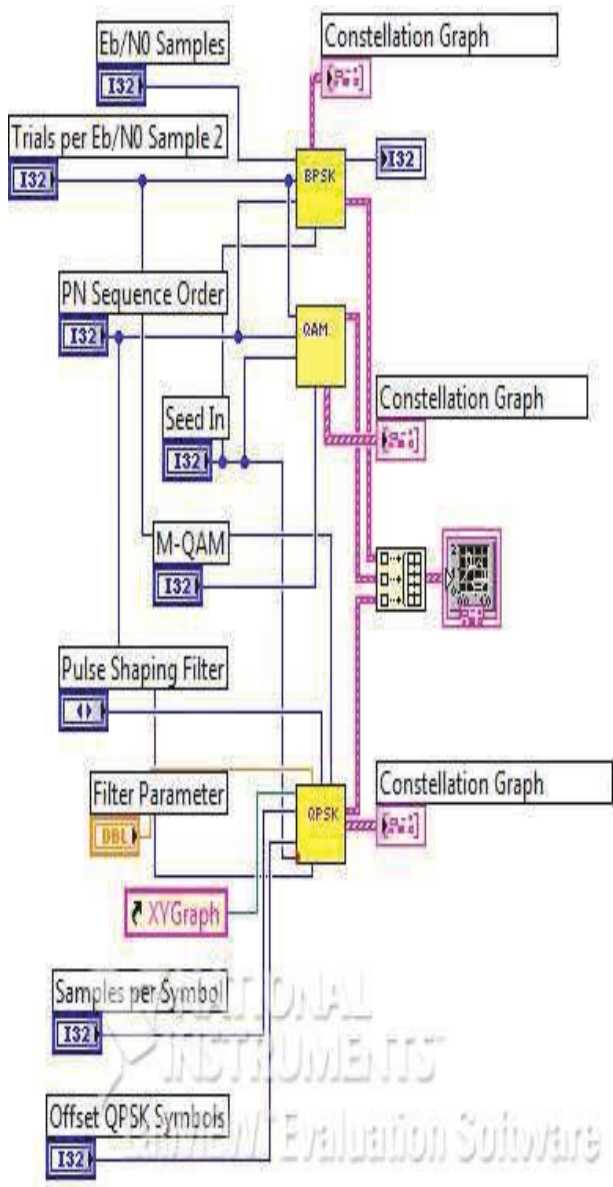 Eb/N0 Samples
I32
Constellation Graph
Trials per Eb/N0 Sample 2
I32
BPSK
I32
PN Sequence Order
I32
QAM
Seed In
I32
Constellation Graph
M-QAM
I32
Pulse Shaping Filter
Filter Parameter
DBL
QPSK
Constellation Graph
XYGraph
Samples per Symbol
I32
NATIONAL
INSTRUMENTS
Offset QPSK Symbols
I32
LabVIEW Evaluation Software